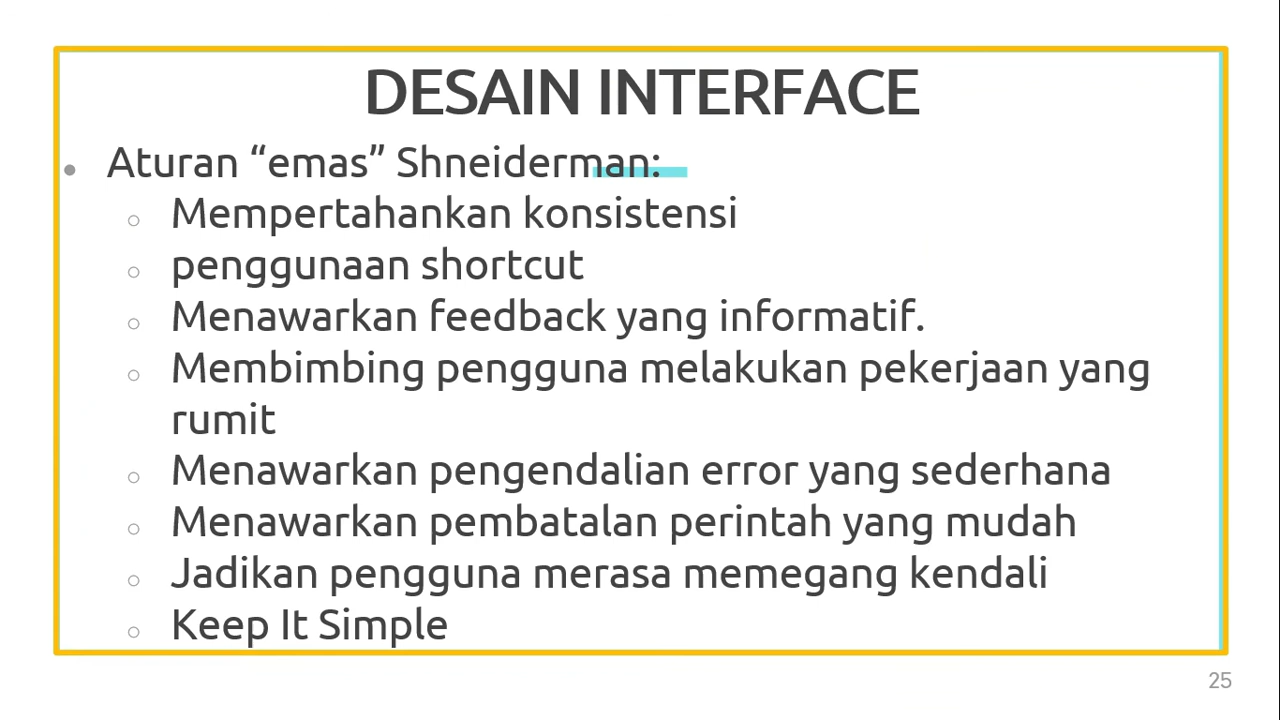 DESAIN INTERFACE
Aturan “emas” Shneiderman:
Mempertahankan konsistensi
penggunaan shortcut
Menawarkan feedback yang informatif.
Membimbing pengguna melakukan pekerjaan yang
rumit
Menawarkan pengendalian error yang sederhana
Menawarkan pembatalan perintah yang mudah
Jadikan pengguna merasa memegang kendali
Keep It Simple
25